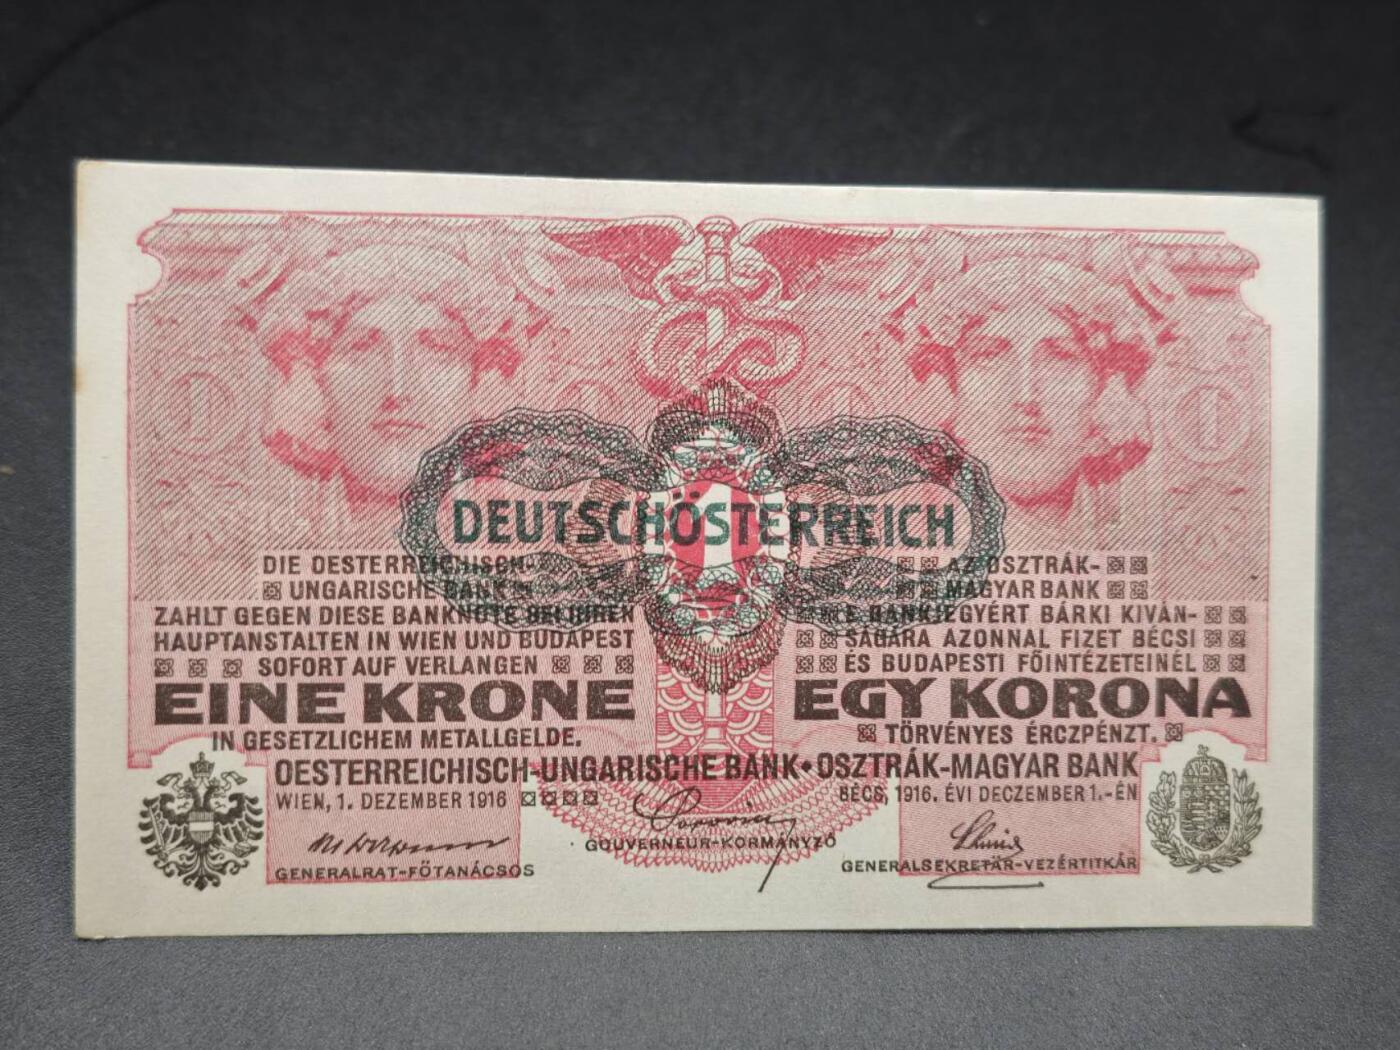 1
1
DEUTSCHÖSTERREICH
1
DIE OESTERREICHISCH-
UNGARISCHE BANK
ZAHLT GEGEN DIESE BANKNOTE BEI IHREN
HAUPTANSTALTEN IN WIEN UND BUDAPEST
SOFORT AUF VERLANGEN
EINE KRONE
IN GESETZLICHEM METALLGELDE.
AZ OSZTRÁK-
MAGYAR BANK
E BANKJEGYÉRT BÁRKI KIVÁN-
SÁGÁRA AZONNAL FIZET BÉCSI
ÉS BUDAPESTI FŐINTÉZETEINÉL
EGY KORONA
TÖRVÉNYES ÉRCZPÉNZT.
OESTERREICHISCH-UNGARISCHE BANK • OSZTRÁK-MAGYAR BANK
WIEN, 1. DEZEMBER 1916
BÉCS, 1916. ÉVI DECZEMBER 1.-ÉN
GENERALRAT-FŐTANÁCSOS
GOUVERNEUR-KORMÁNYZÓ
GENERALSEKRETÄR-VEZÉRTITKÁR